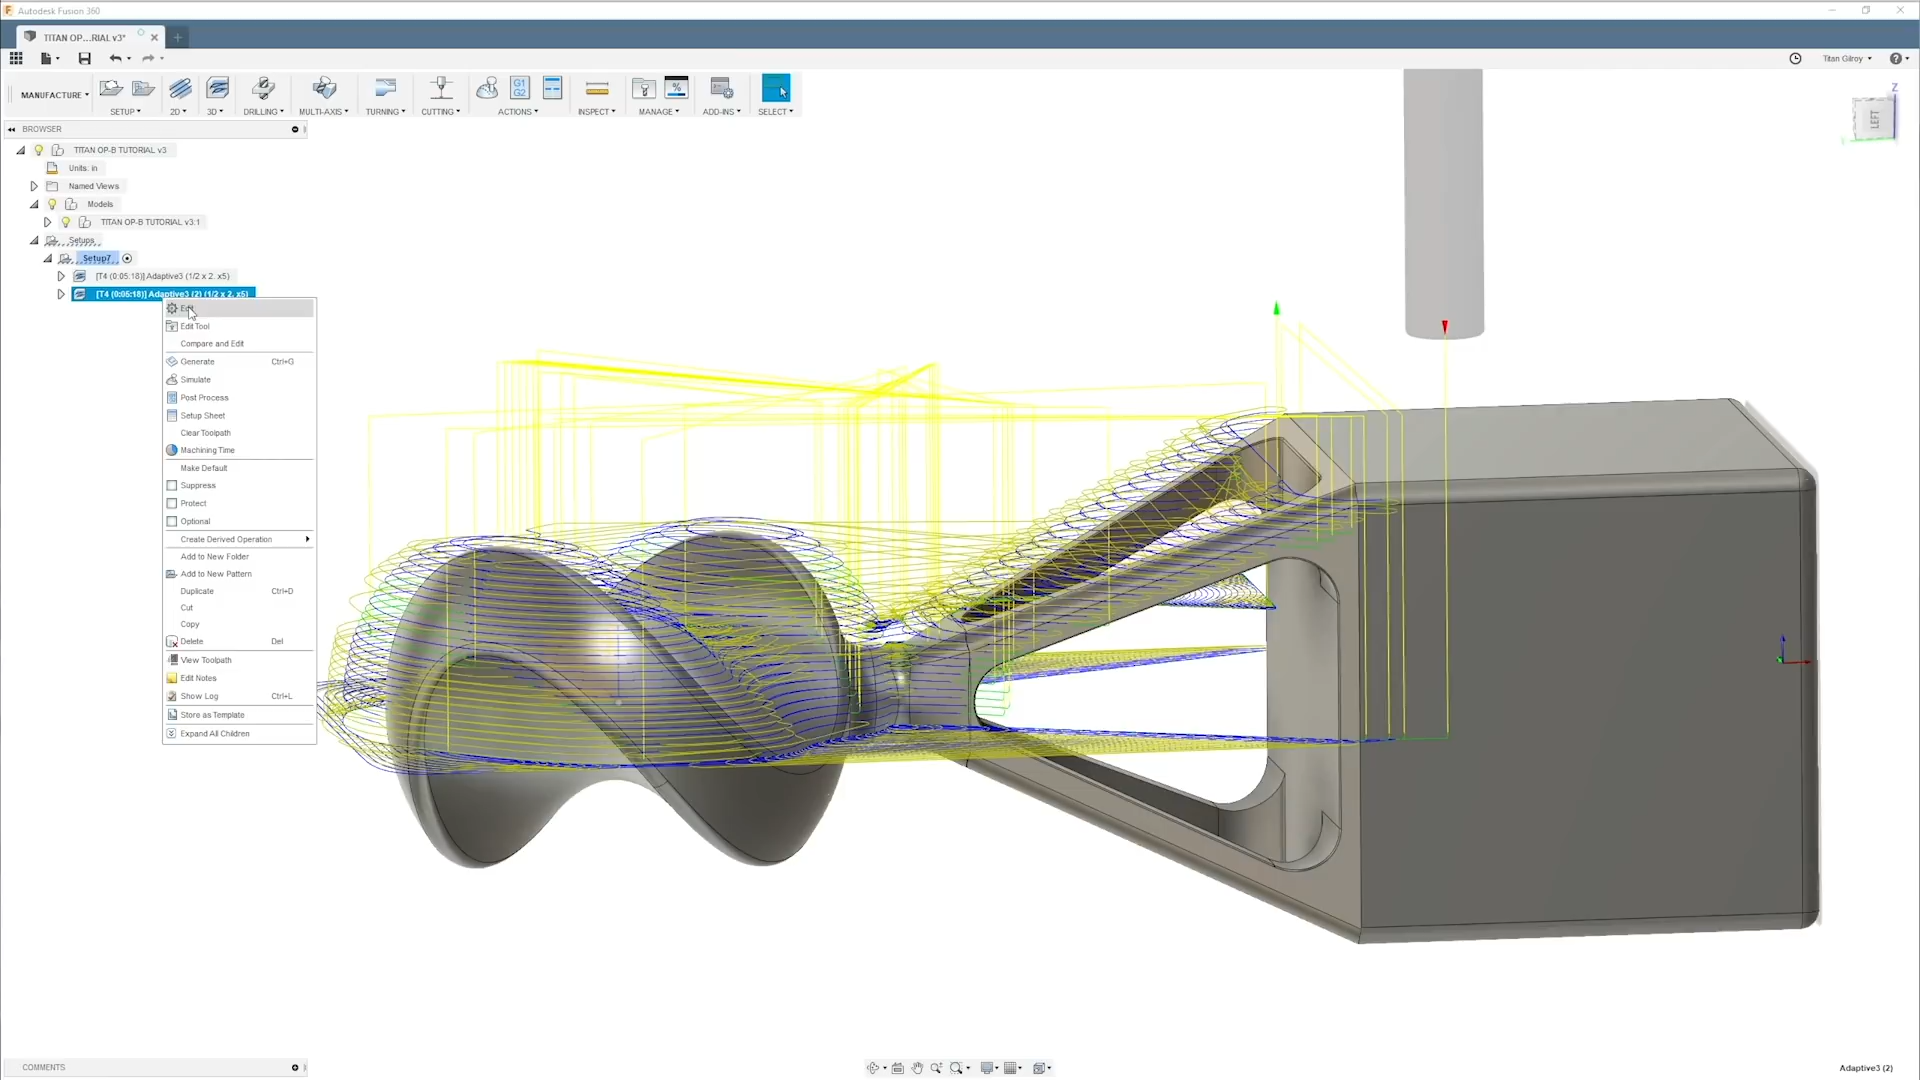 Autodesk Fusion 360
TITAN OP...RIAL v3*
Titan Gilroy
MANUFACTURE
SETUP
2D
3D
DRILLING
MULTI-AXIS
TURNING
CUTTING
G1
G2
ACTIONS
INSPECT
%
MANAGE
ADD-INS
SELECT
Z
LEFT
BROWSER
TITAN OP-B TUTORIAL v3
Units: in
Named Views
Models
TITAN OP-B TUTORIAL v3:1
Setups
Setup7
[T4 (0:05:18)] Adaptive3 (1/2 x 2. x5)
[T4 (0:05:18)] Adaptive3 (2) (1/2 x 2. x5)
Edit
Edit Tool
Compare and Edit
Generate Ctrl+G
Simulate
Post Process
Setup Sheet
Clear Toolpath
Machining Time
Make Default
Suppress
Protect
Optional
Create Derived Operation
Add to New Folder
Add to New Pattern
Duplicate Ctrl+D
Cut
Copy
Delete Del
View Toolpath
Edit Notes
Show Log Ctrl+L
Store as Template
Expand All Children
COMMENTS
Adaptive3 (2)